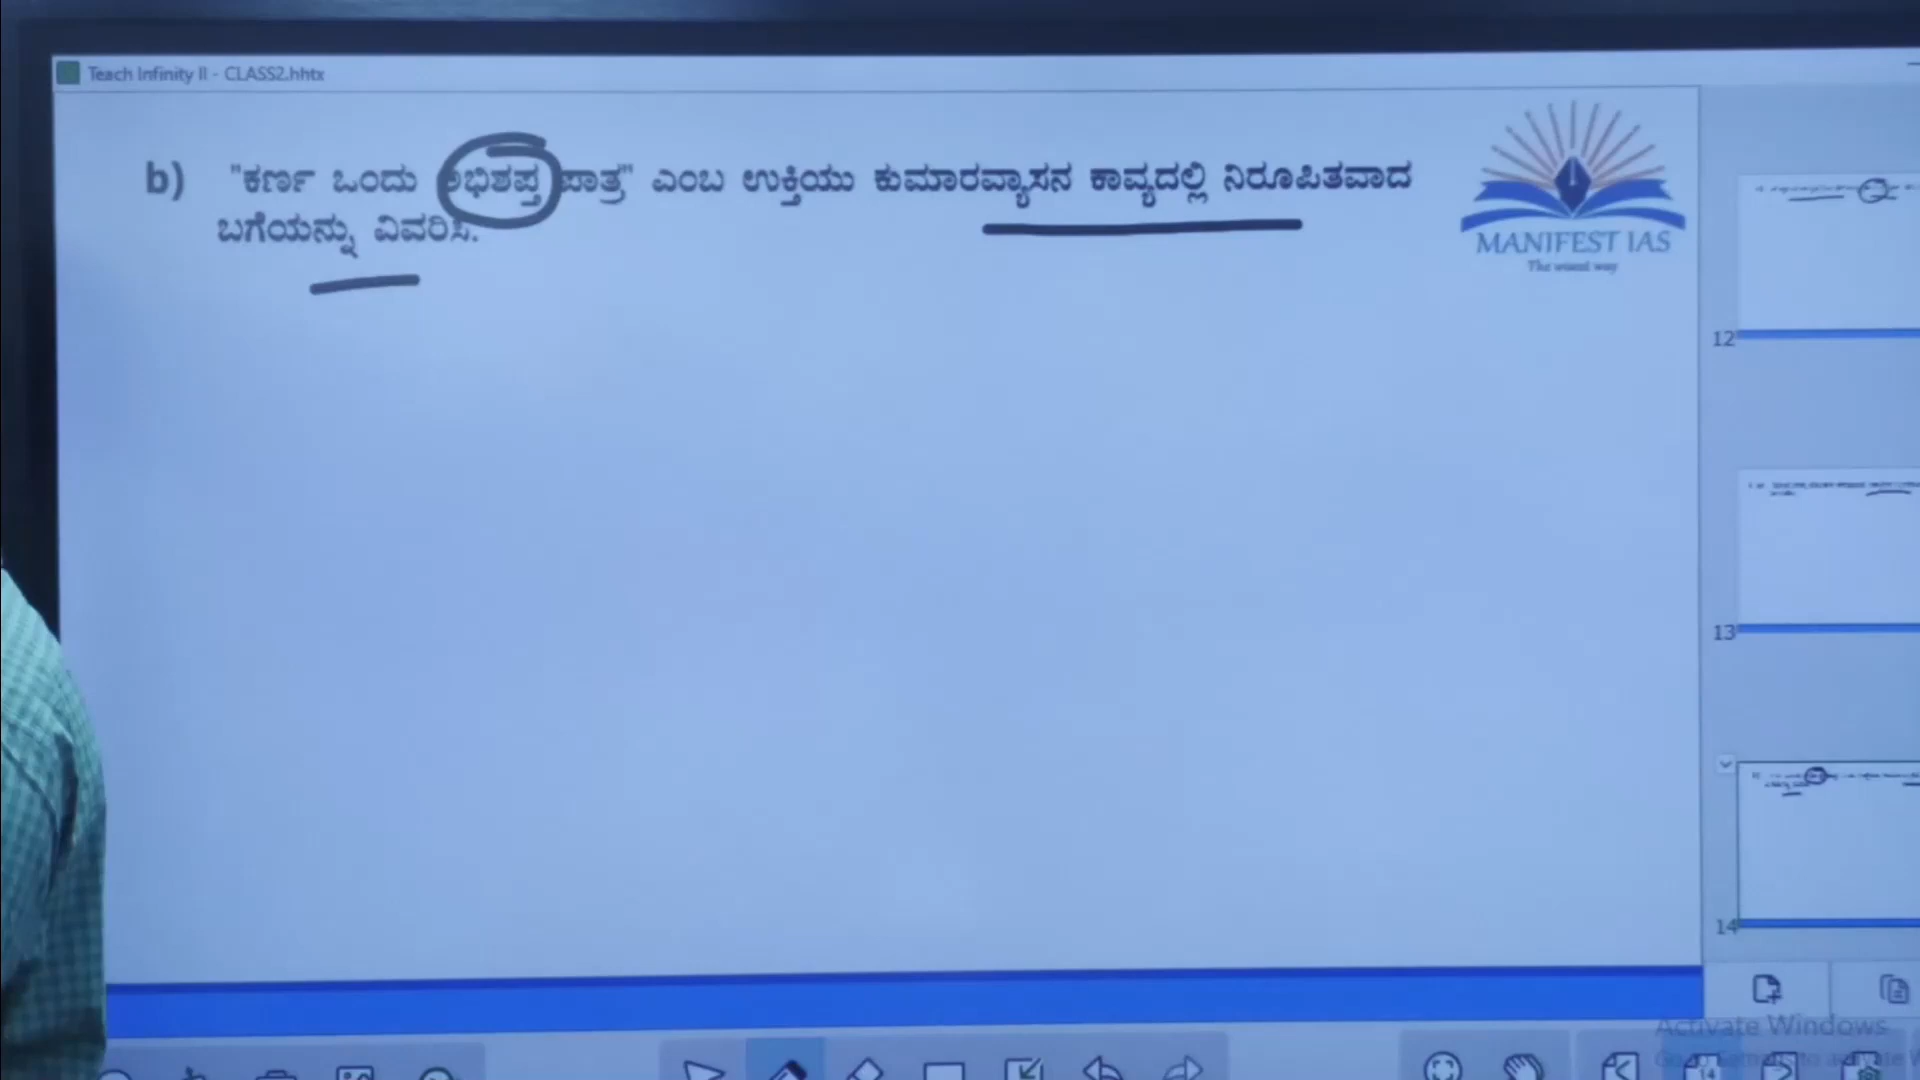 Teach Infinity II - CLASS2.hhtx
b) "ಕರ್ಣ ಒಂದು ಅಭಿಶಪ್ತ ಪಾತ್ರ" ಎಂಬ ಉಕ್ತಿಯು ಕುಮಾರವ್ಯಾಸನ ಕಾವ್ಯದಲ್ಲಿ ನಿರೂಪಿತವಾದ
ಬಗೆಯನ್ನು ವಿವರಿಸಿ.
MANIFEST IAS
12
13
14
Activate Windows